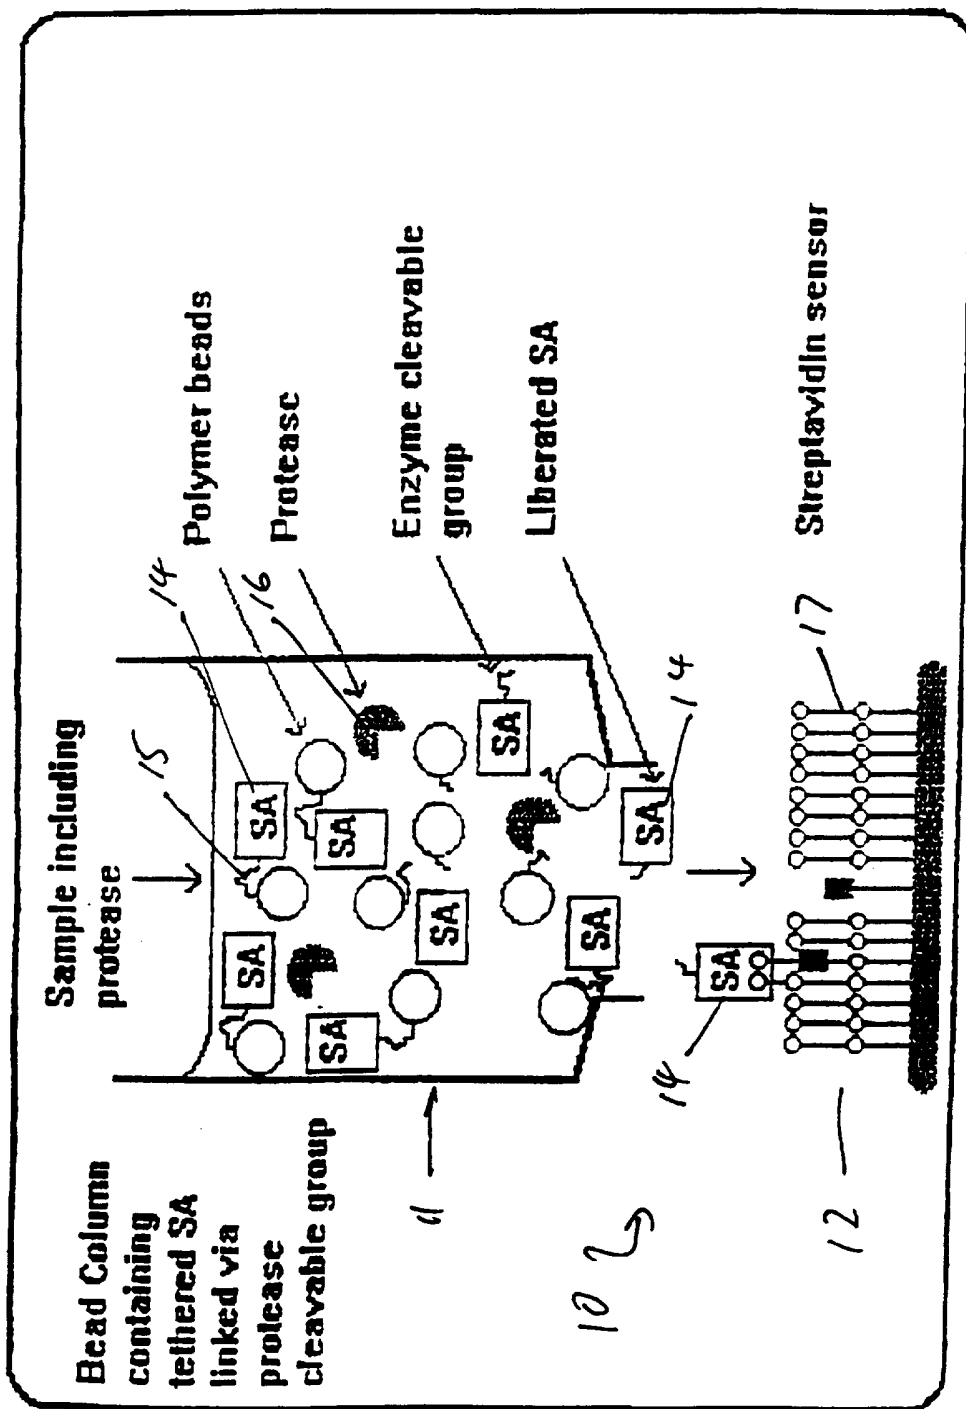 Bead Column
containing
tethered SA
linked via
protease
cleavable group
Sample including
protease
15
14
Polymer beads
16
Protease
Enzyme cleavable
group
Liberated SA
SA
SA
SA
SA
SA
SA
SA
SA
14
SA
14
11
10
12
17
Streptavidin sensor